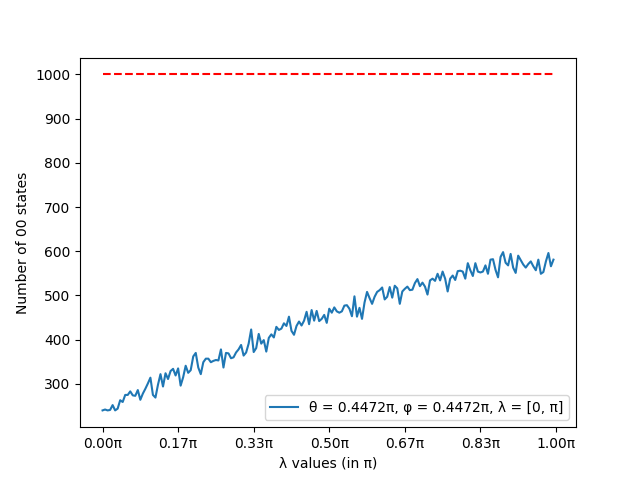 1000
900
800
700
600
500
400
300
Number of 00 states
θ = 0.4472π, φ = 0.4472π, λ = [0, π]
0.00π 0.17π 0.33π 0.50π 0.67π 0.83π 1.00π
λ values (in π)